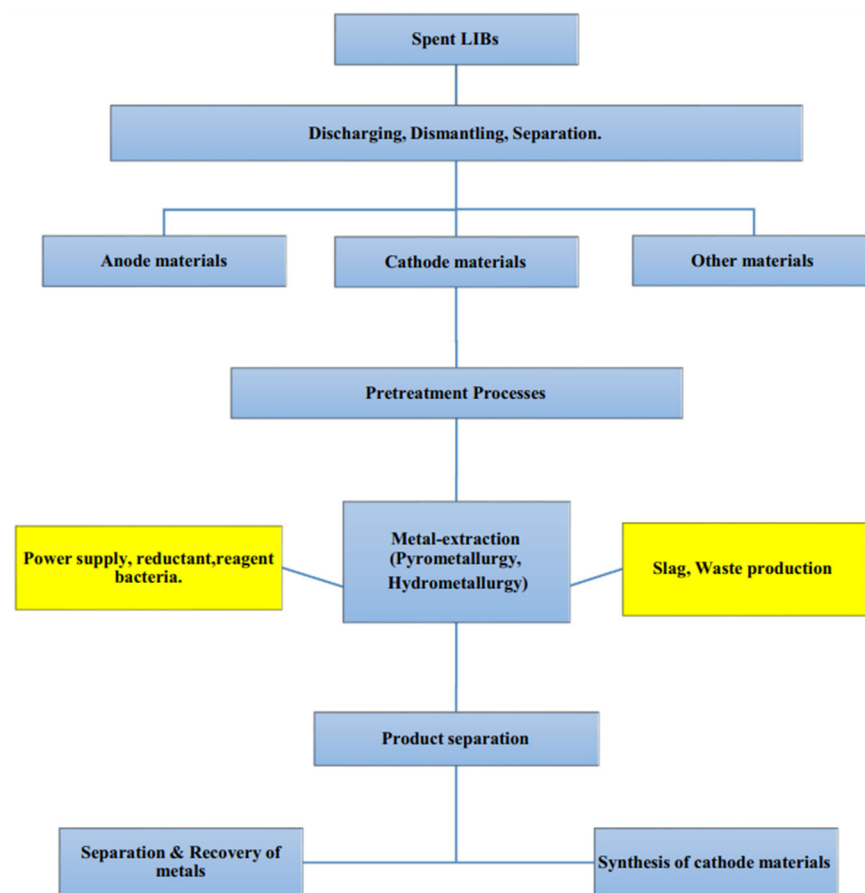 Spent LIBs
Discharging, Dismantling, Separation.
Anode materials
Cathode materials
Other materials
Pretreatment Processes
Metal-extraction
(Pyrometallurgy,
Hydrometallurgy)
Power supply, reductant,reagent
bacteria.
Slag, Waste production
Product separation
Separation & Recovery of
metals
Synthesis of cathode materials